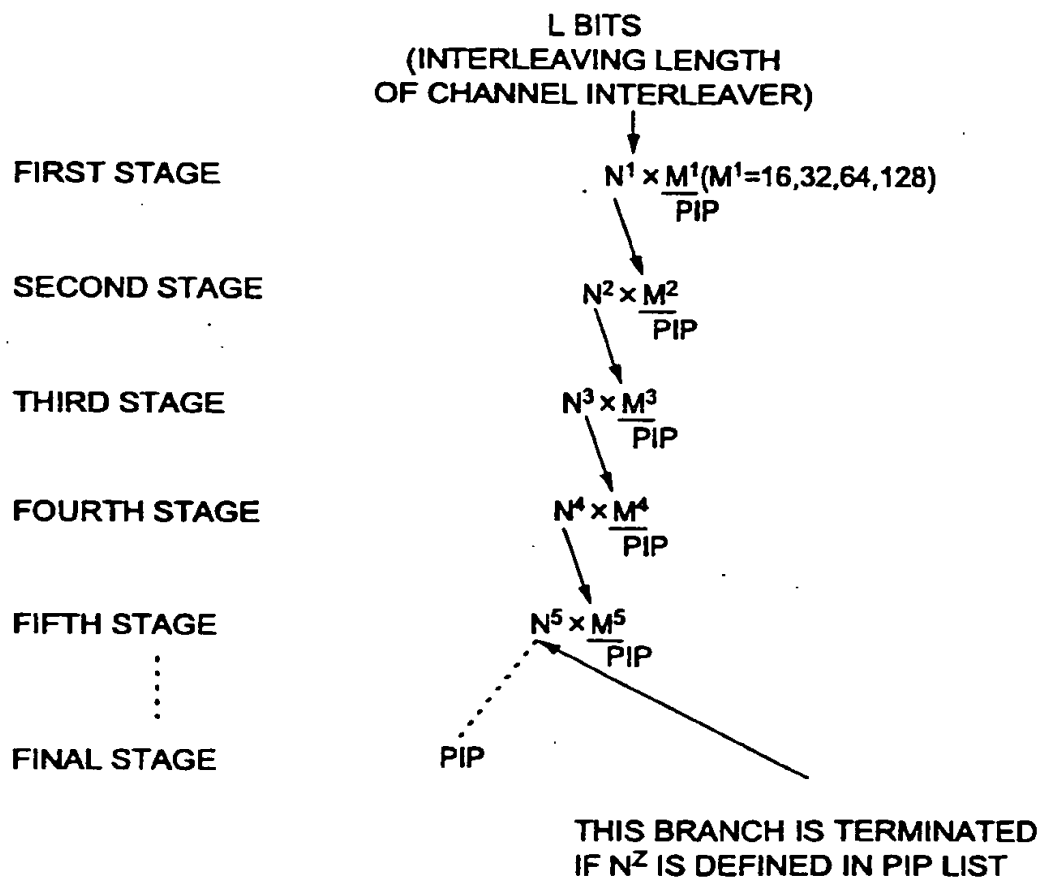 L BITS
(INTERLEAVING LENGTH
OF CHANNEL INTERLEAVER)
FIRST STAGE N¹ × M¹(M¹=16,32,64,128)
PIP
SECOND STAGE N² × M²
PIP
THIRD STAGE N³ × M³
PIP
FOURTH STAGE N⁴ × M⁴
PIP
FIFTH STAGE N⁵ × M⁵
PIP
FINAL STAGE PIP
THIS BRANCH IS TERMINATED
IF Nᶻ IS DEFINED IN PIP LIST